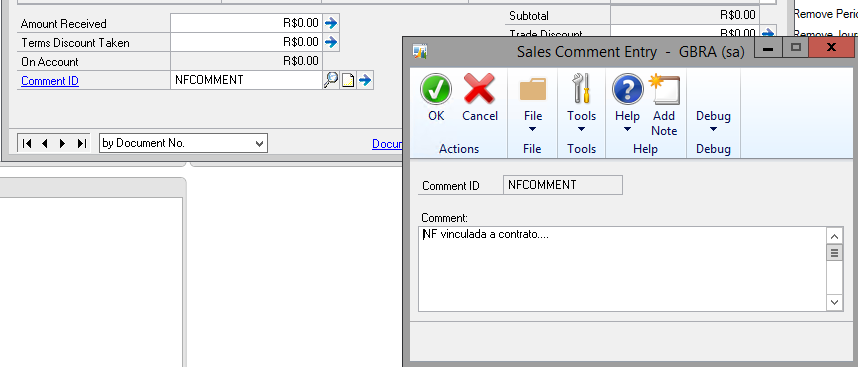 Amount Received R$0.00
Terms Discount Taken R$0.00
On Account R$0.00
Comment ID NFCOMMENT
by Document No.
Docu
Subtotal R$0.00
Trade Discount R$0.00
Remove Perio
Remove Jour
Sales Comment Entry - GBRA (sa)
OK Cancel File Tools Help Add Note Debug
Actions File Tools Help Debug
Comment ID NFCOMMENT
Comment:
NF vinculada a contrato....